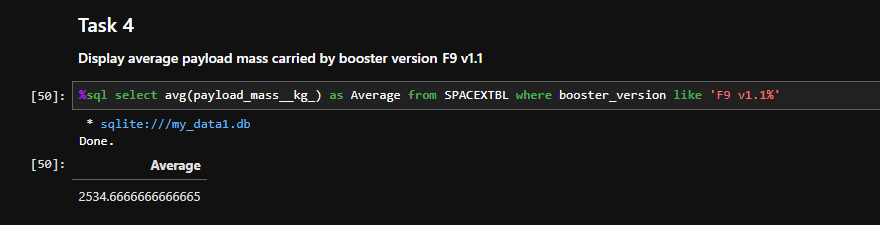 Task 4
Display average payload mass carried by booster version F9 v1.1
[50]: %sql select avg(payload_mass__kg_) as Average from SPACEXTBL where booster_version like 'F9 v1.1%'
* sqlite:///my_data1.db
Done.
[50]: Average
2534.6666666666665